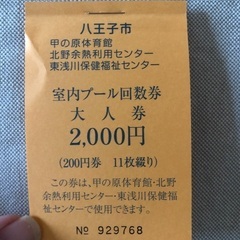 八王子市
甲の原体育館
北野余熱利用センター
東浅川保健福祉センター
室内プール回数券
大人券
2,000円
(200円券 11枚綴り)
この券は、甲の原体育館・北野
余熱利用センター・東浅川保健福
祉センターで使用できます。
№ 929768